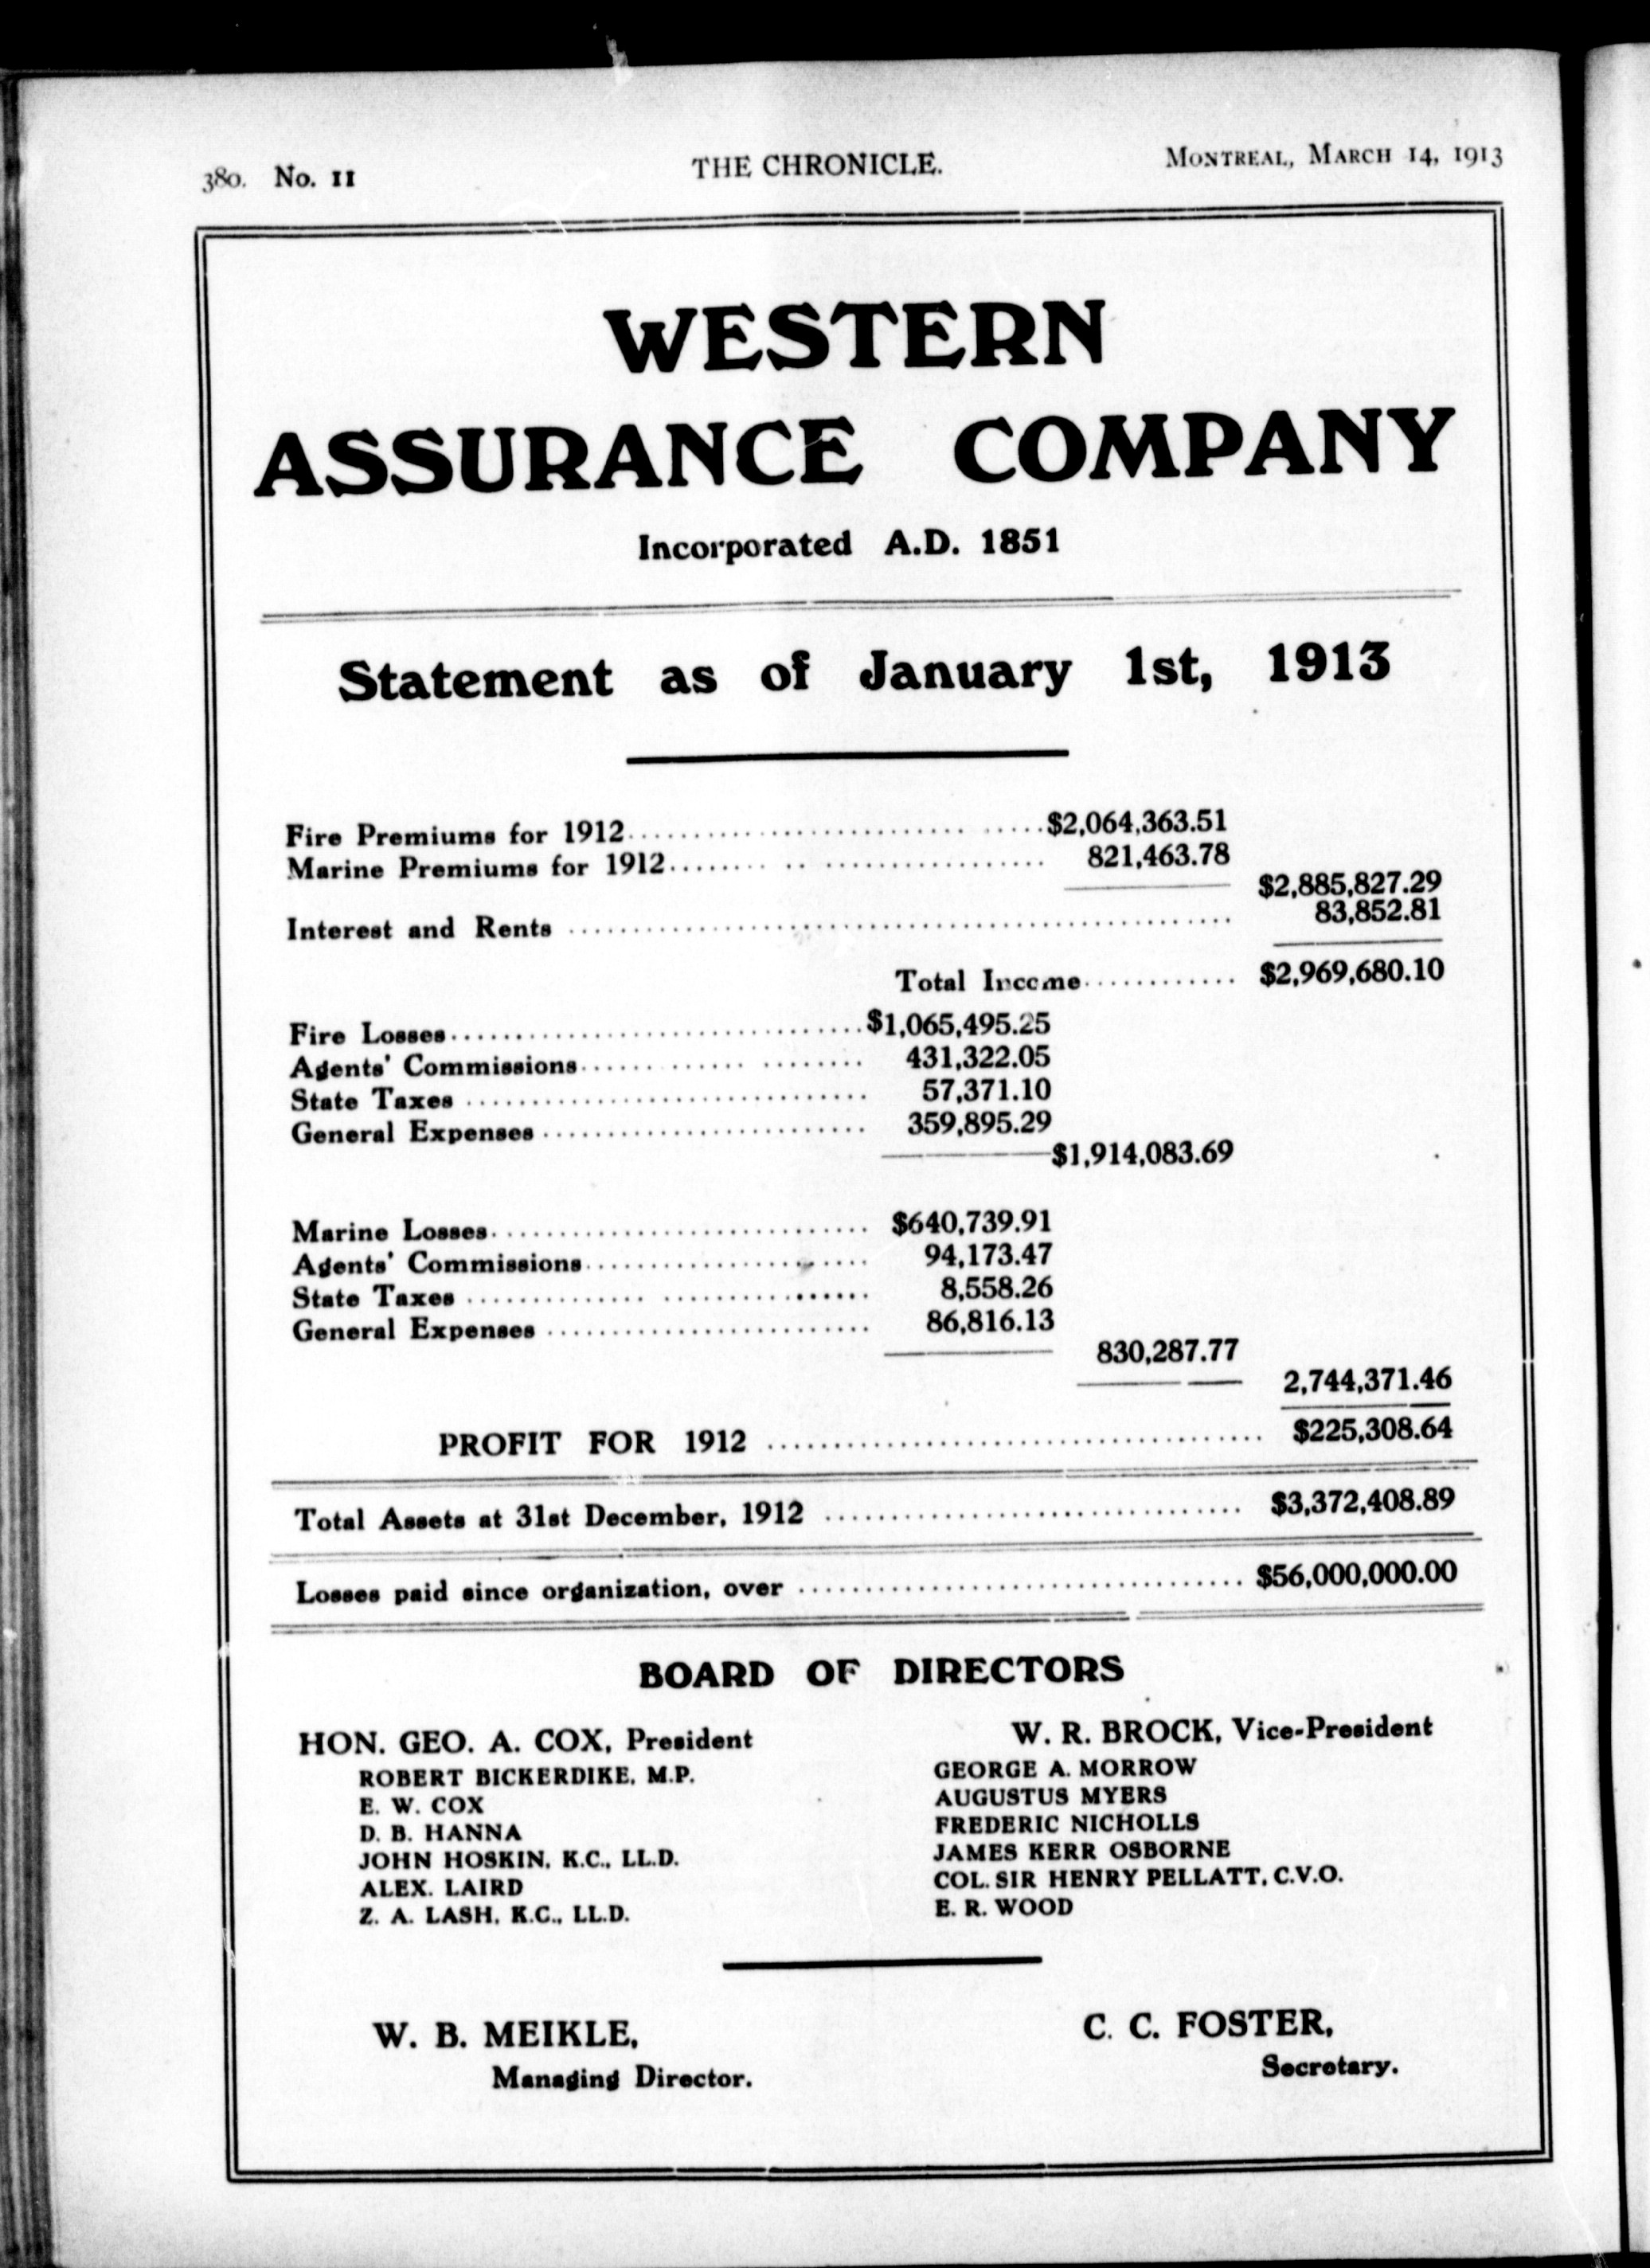 380. No. 11 THE CHRONICLE. MONTREAL, MARCH 14, 1913
WESTERN
ASSURANCE COMPANY
Incorporated A.D. 1851
Statement as of January 1st, 1913
Fire Premiums for 1912 $2,064,363.51
Marine Premiums for 1912 821,463.78
$2,885,827.29
Interest and Rents 83,852.81
Total Income $2,969,680.10
Fire Losses $1,065,495.25
Agents' Commissions 431,322.05
State Taxes 57,371.10
General Expenses 359,895.29
$1,914,083.69
Marine Losses $640,739.91
Agents' Commissions 94,173.47
State Taxes 8,558.26
General Expenses 86,816.13
830,287.77
2,744,371.46
PROFIT FOR 1912 $225,308.64
Total Assets at 31st December, 1912 $3,372,408.89
Losses paid since organization, over $56,000,000.00
BOARD OF DIRECTORS
HON. GEO. A. COX, President
ROBERT BICKERDIKE, M.P.
E. W. COX
D. B. HANNA
JOHN HOSKIN, K.C., LL.D.
ALEX. LAIRD
Z. A. LASH, K.C., LL.D.
W. R. BROCK, Vice-President
GEORGE A. MORROW
AUGUSTUS MYERS
FREDERIC NICHOLLS
JAMES KERR OSBORNE
COL. SIR HENRY PELLATT, C.V.O.
E. R. WOOD
W. B. MEIKLE,
Managing Director.
C. C. FOSTER,
Secretary.